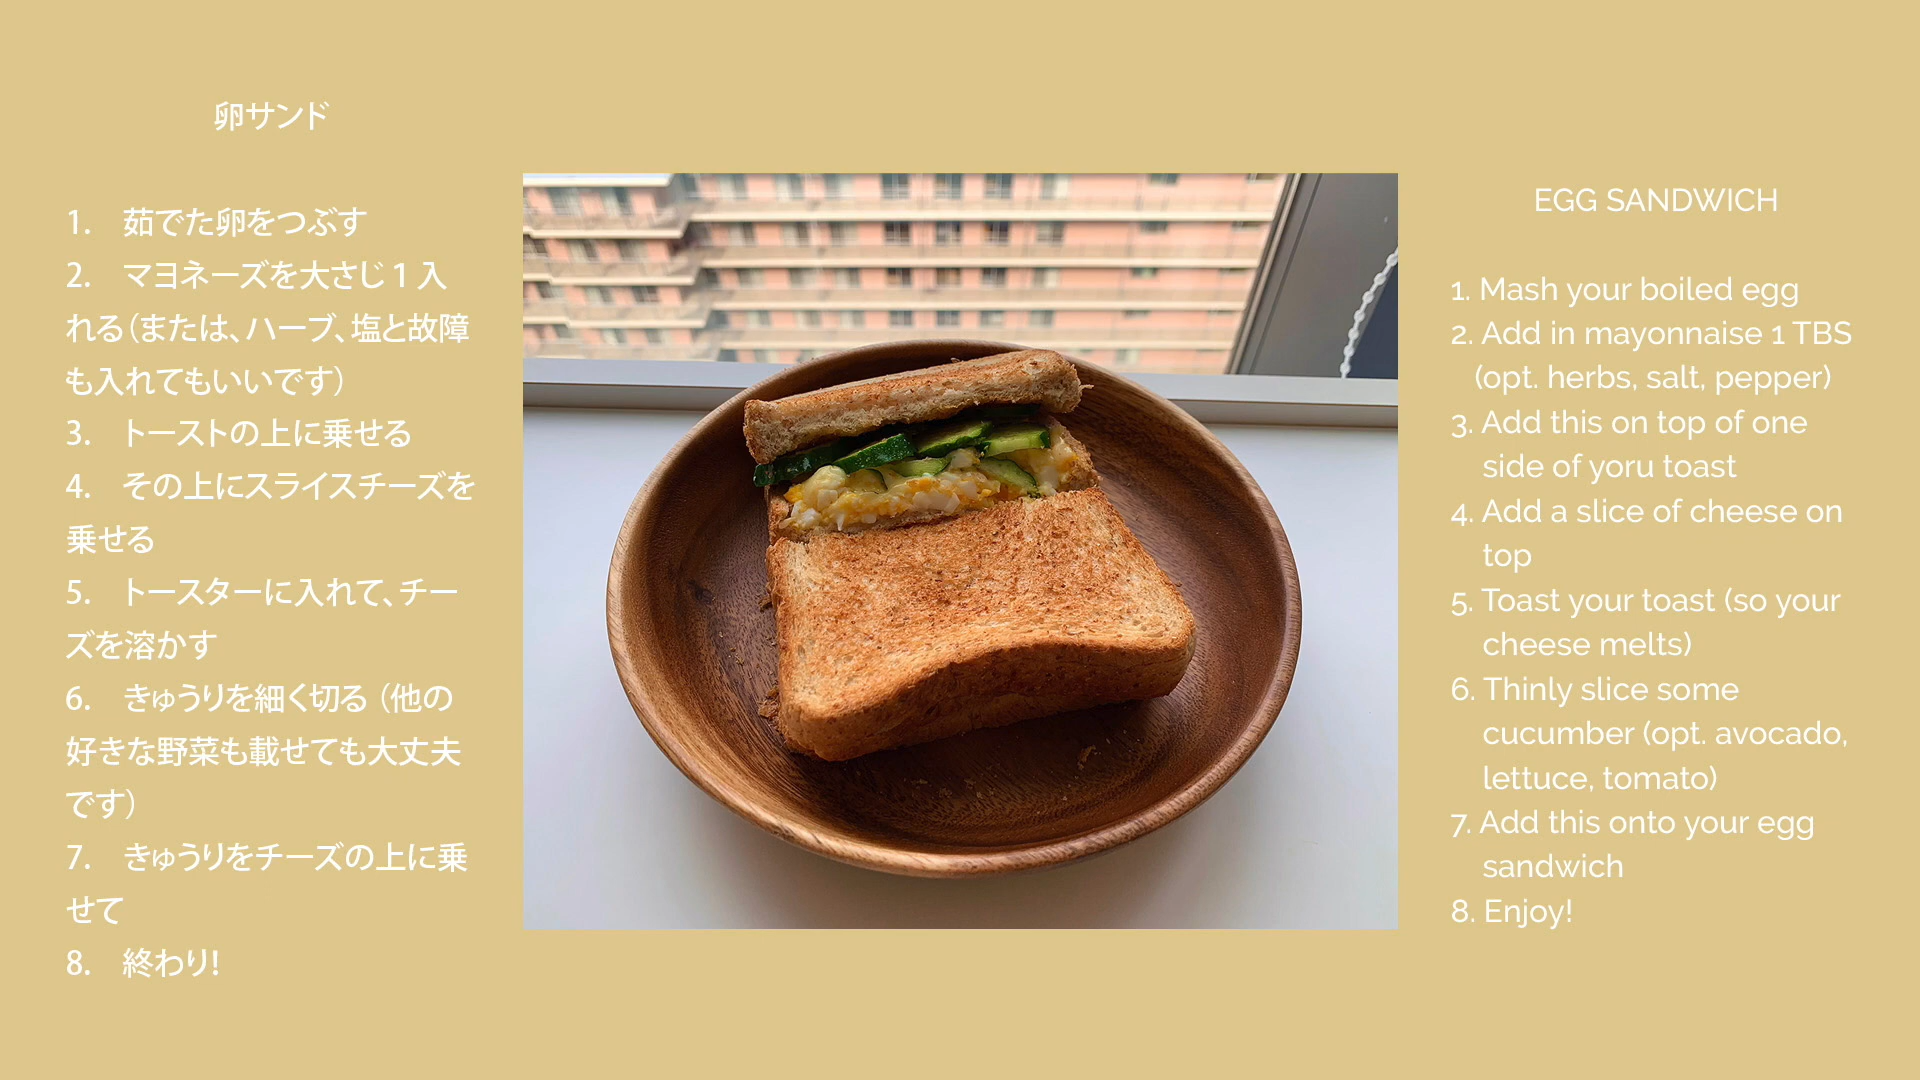 卵サンド
1. 茹でた卵をつぶす
2. マヨネーズを大さじ1入
れる(または、ハーブ、塩と故障
も入れてもいいです)
3. トーストの上に乗せる
4. その上にスライスチーズを
乗せる
5. トースターに入れて、チー
ズを溶かす
6. きゅうりを細く切る (他の
好きな野菜も載せても大丈夫
です)
7. きゅうりをチーズの上に乗
せて
8. 終わり!
EGG SANDWICH
1. Mash your boiled egg
2. Add in mayonnaise 1 TBS
(opt. herbs, salt, pepper)
3. Add this on top of one
side of yoru toast
4. Add a slice of cheese on
top
5. Toast your toast (so your
cheese melts)
6. Thinly slice some
cucumber (opt. avocado,
lettuce, tomato)
7. Add this onto your egg
sandwich
8. Enjoy!